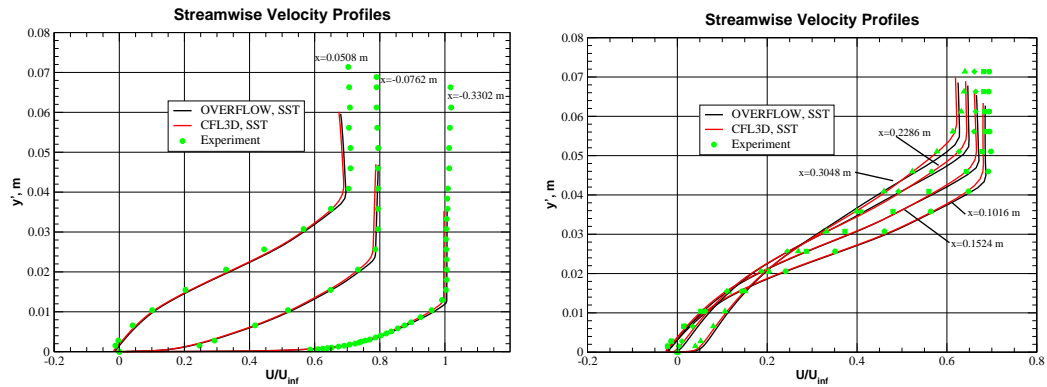 Streamwise Velocity Profiles
0.08
0.07
0.06
0.05
0.04
0.03
0.02
0.01
0
y', m
x=0.0508 m
x=-0.0762 m
x=-0.3302 m
OVERFLOW, SST
CFL3D, SST
Experiment
-0.2 0 0.2 0.4 0.6 0.8 1
U/Uinf
Streamwise Velocity Profiles
0.08
0.07
0.06
0.05
0.04
0.03
0.02
0.01
0
y', m
OVERFLOW, SST
CFL3D, SST
Experiment
x=0.2286 m
x=0.3048 m
x=0.1016 m
x=0.1524 m
-0.2 0 0.2 0.4 0.6 0.8
U/Uinf